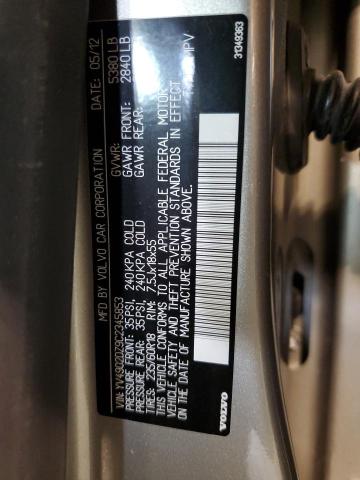 MFD BY VOLVO CAR CORPORATION DATE: 05/12
VIN: YV4902DZ9C2345853 GVWR: 5380 LB
PRESSURE FRONT: 35PSI, 240KPA COLD GAWR FRONT: 2840 LB
PRESSURE REAR: 35PSI, 240KPA COLD GAWR REAR:
TIRES: 235/60R18 RIM: 7,5Jx18x55 MPV
THIS VEHICLE CONFORMS TO ALL APPLICABLE FEDERAL MOTOR
VEHICLE SAFETY AND THEFT PREVENTION STANDARDS IN EFFECT
ON THE DATE OF MANUFACTURE SHOWN ABOVE.
VOLVO
31349383